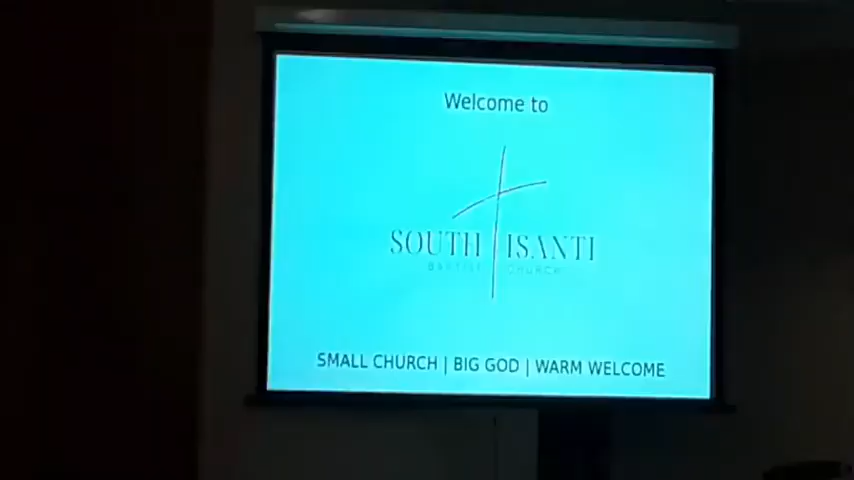 Welcome to
SOUTH ISANTI
BAPTIST CHURCH
SMALL CHURCH | BIG GOD | WARM WELCOME